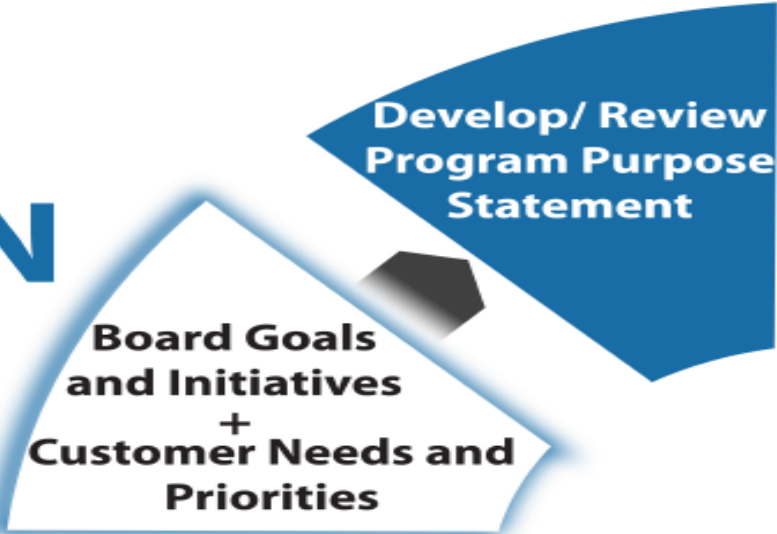 Develop/ Review
Program Purpose
Statement
N
Board Goals
and Initiatives
+
Customer Needs and
Priorities